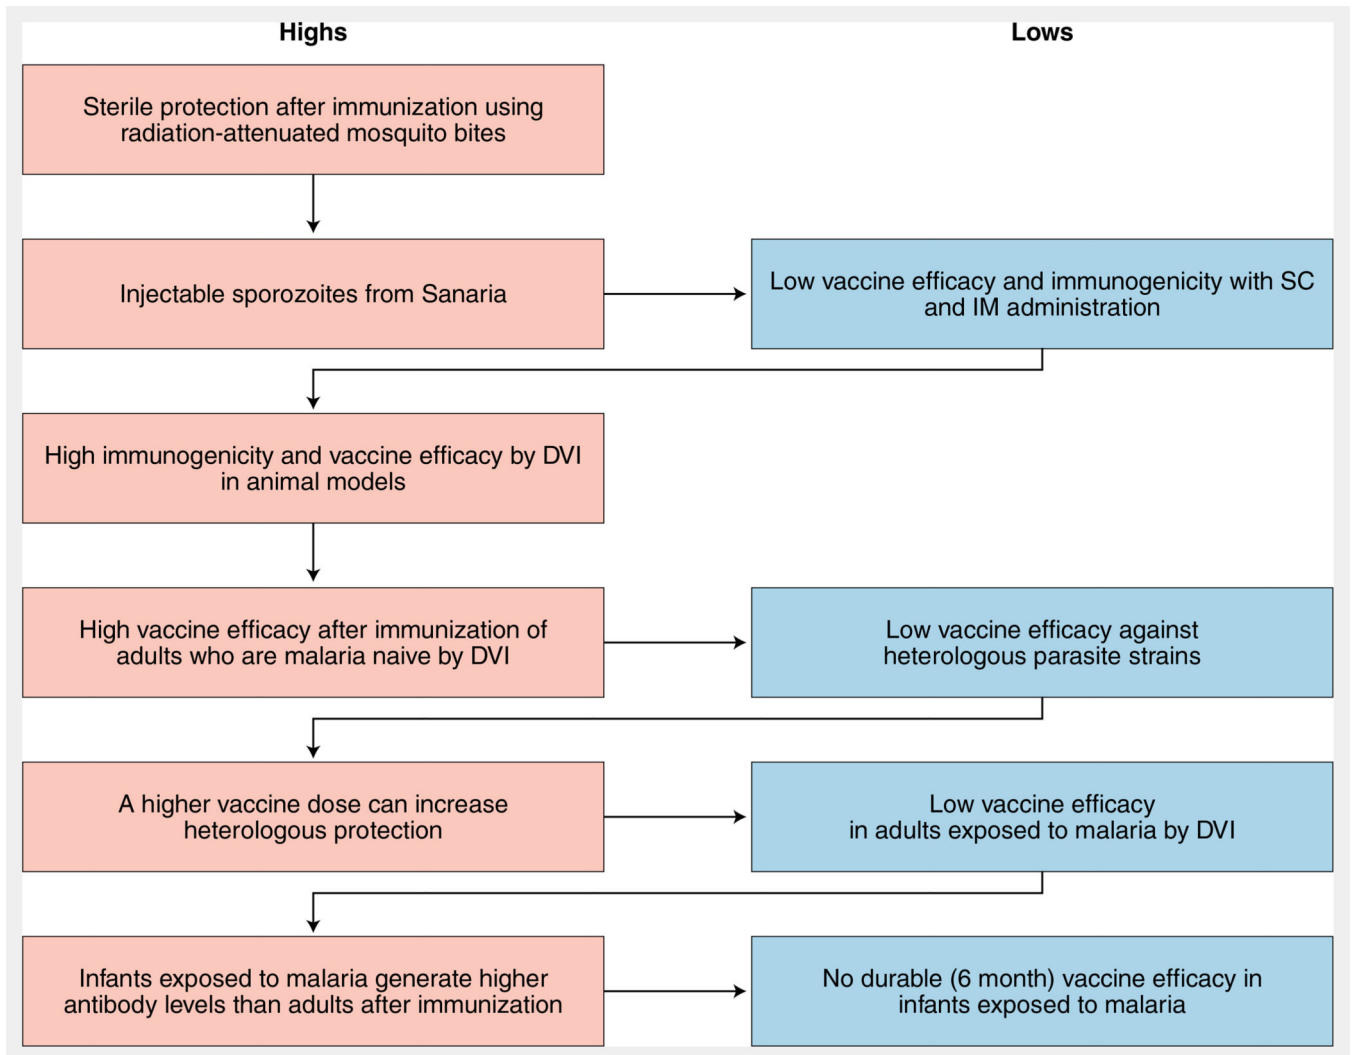 Highs
Lows
Sterile protection after immunization using
radiation-attenuated mosquito bites
Injectable sporozoites from Sanaria
Low vaccine efficacy and immunogenicity with SC
and IM administration
High immunogenicity and vaccine efficacy by DVI
in animal models
High vaccine efficacy after immunization of
adults who are malaria naive by DVI
Low vaccine efficacy against
heterologous parasite strains
A higher vaccine dose can increase
heterologous protection
Low vaccine efficacy
in adults exposed to malaria by DVI
Infants exposed to malaria generate higher
antibody levels than adults after immunization
No durable (6 month) vaccine efficacy in
infants exposed to malaria